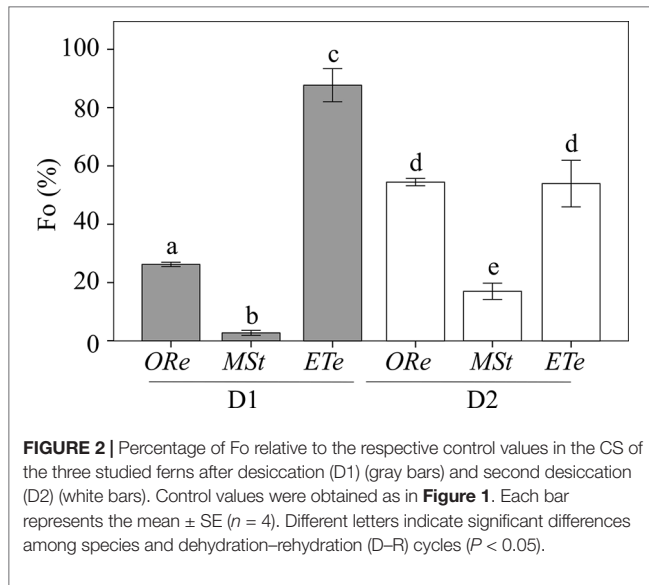 100
80
60
40
20
0
Fo (%)
a
b
c
d
e
d
ORe MSt ETe ORe MSt ETe
D1 D2
FIGURE 2 | Percentage of Fo relative to the respective control values in the CS of
the three studied ferns after desiccation (D1) (gray bars) and second desiccation
(D2) (white bars). Control values were obtained as in Figure 1. Each bar
represents the mean ± SE (n = 4). Different letters indicate significant differences
among species and dehydration–rehydration (D–R) cycles (P < 0.05).